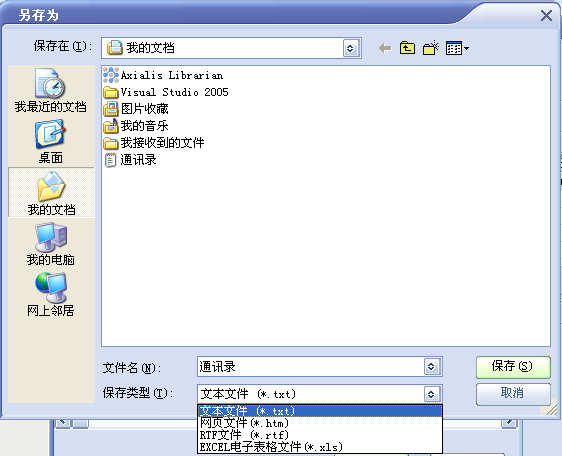 另存为
保存在(I):
我的文档
我最近的文档
桌面
我的文档
我的电脑
网上邻居
Axialis Librarian
Visual Studio 2005
图片收藏
我的音乐
我接收到的文件
通讯录
文件名(N):
通讯录
保存(S)
保存类型(T):
文本文件 (*.txt)
取消
文本文件 (*.txt)
网页文件(*.htm)
RTF文件 (*.rtf)
EXCEL电子表格文件(*.xls)